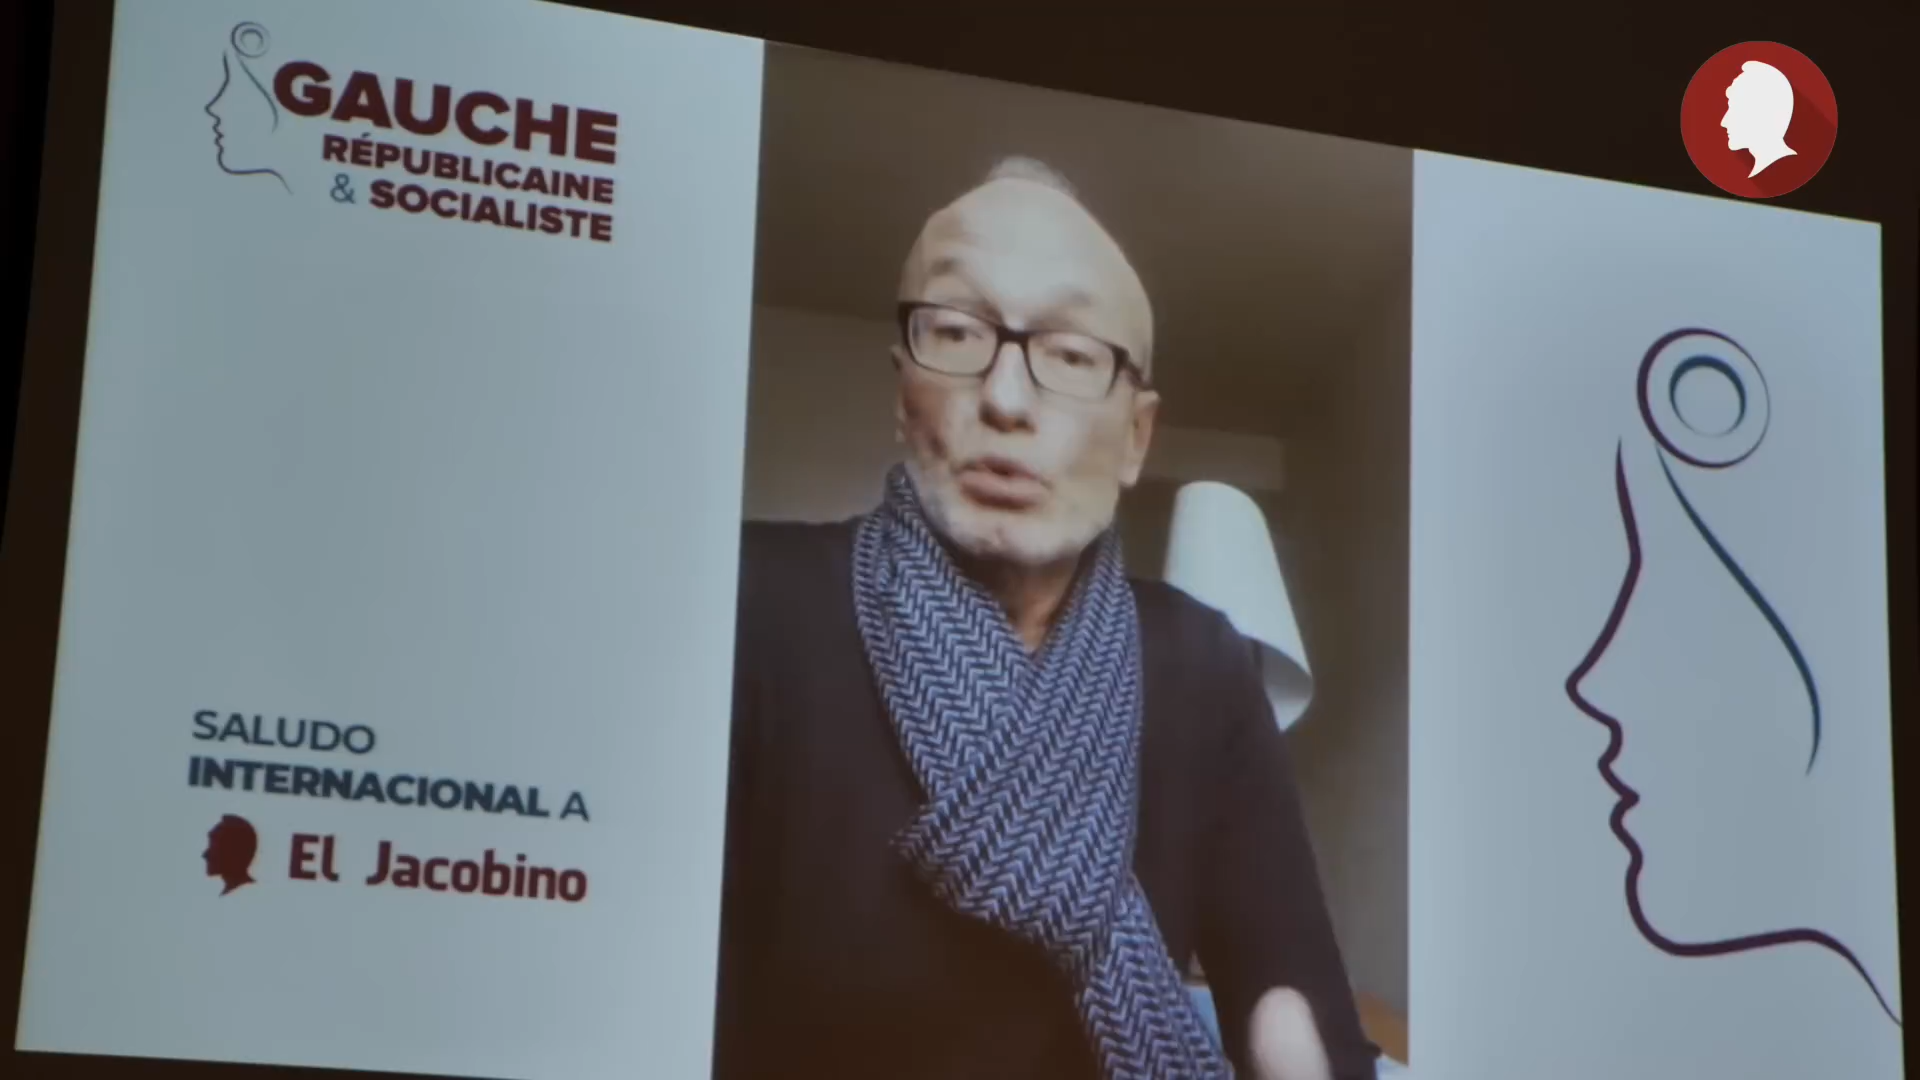 GAUCHE
RÉPUBLICAINE
& SOCIALISTE
SALUDO
INTERNACIONAL A
El Jacobino